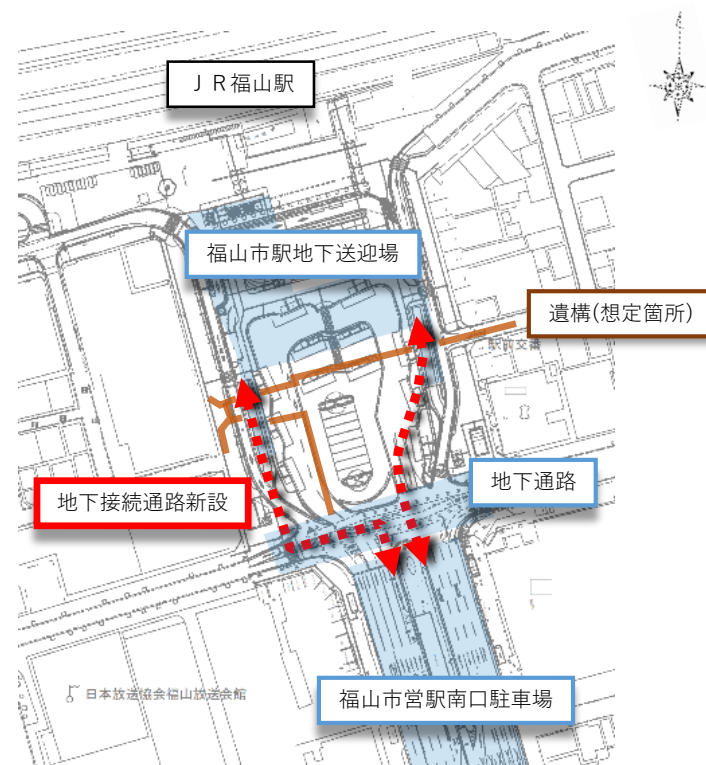 ＪＲ福山駅
福山市駅地下送迎場
遺構(想定箇所)
駅前交番
地下通路
地下接続通路新設
日本放送協会福山放送会館
福山市営駅南口駐車場